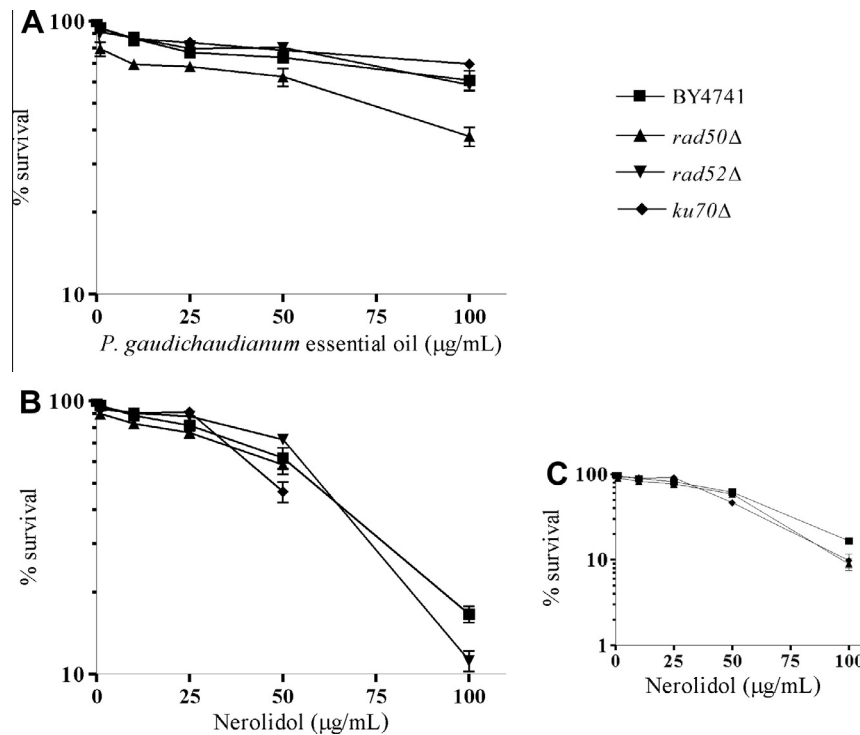 A
100
10
% survival
0 25 50 75 100
P. gaudichaudianum essential oil (µg/mL)
BY4741
rad50Δ
rad52Δ
ku70Δ
B
100
10
% survival
0 25 50 75 100
Nerolidol (µg/mL)
C
100
10
1
% survival
0 25 50 75 100
Nerolidol (µg/mL)